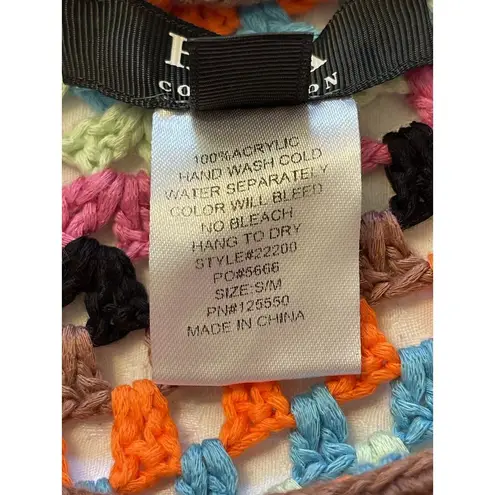 100% ACRYLIC
HAND WASH COLD
WATER SEPARATELY
COLOR WILL BLEED
NO BLEACH
HANG TO DRY
STYLE#22200
PO#5666
SIZE:S/M
PN#125550
MADE IN CHINA